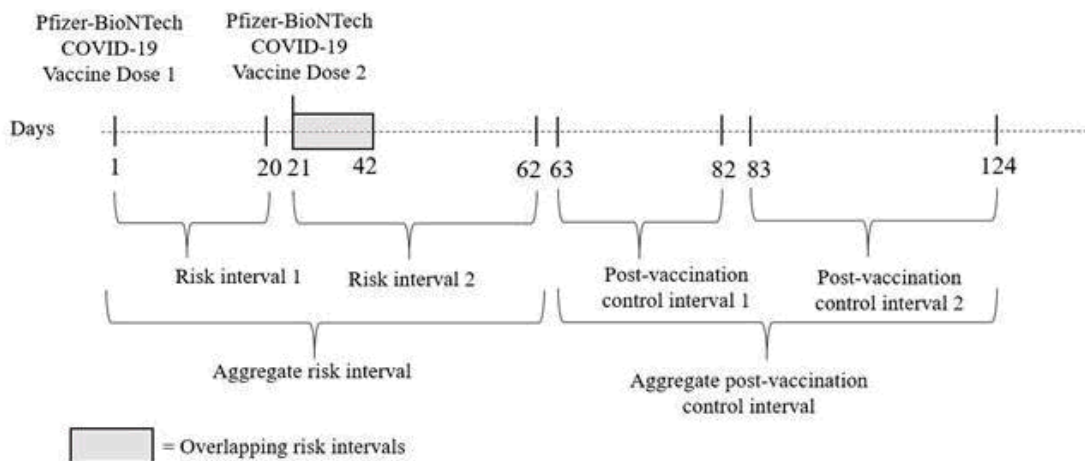 Pfizer-BioNTech
COVID-19
Vaccine Dose 1
Pfizer-BioNTech
COVID-19
Vaccine Dose 2
Days
1
20
21
42
62
63
82
83
124
Risk interval 1
Risk interval 2
Post-vaccination
control interval 1
Post-vaccination
control interval 2
Aggregate risk interval
Aggregate post-vaccination
control interval
= Overlapping risk intervals